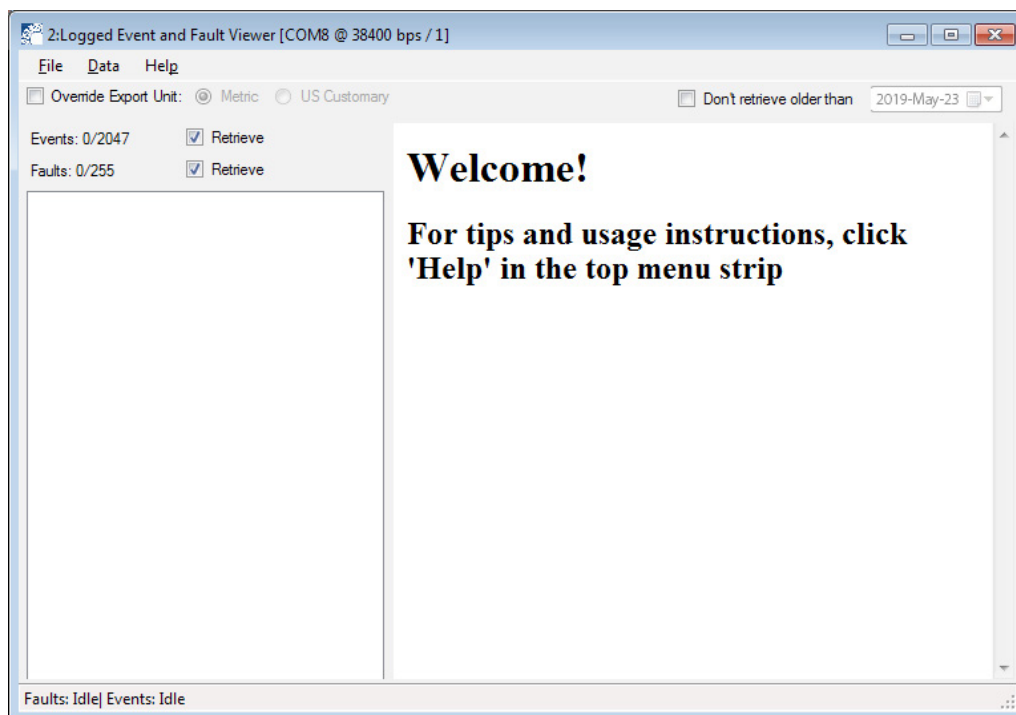 2:Logged Event and Fault Viewer [COM8 @ 38400 bps / 1]
File Data Help
Override Export Unit: Metric US Customary Don't retrieve older than 2019-May-23
Events: 0/2047 Retrieve
Faults: 0/255 Retrieve
Welcome!
For tips and usage instructions, click
'Help' in the top menu strip
Faults: Idle| Events: Idle